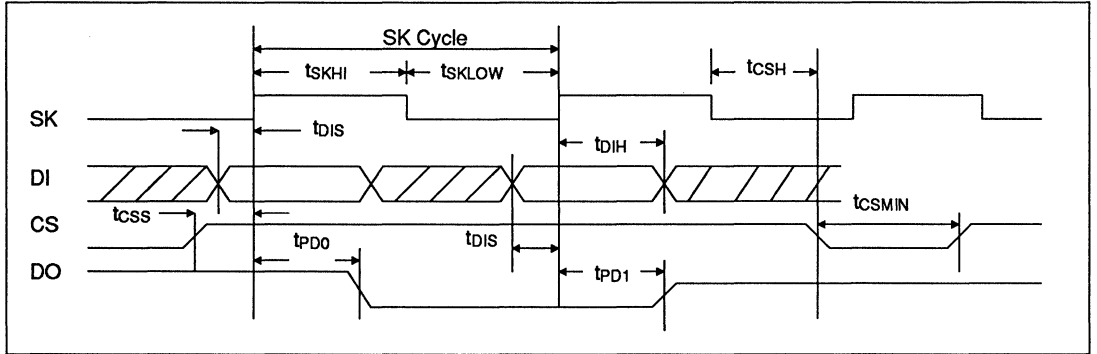 SK Cycle
tSKHI tSKLOW tCSH
SK
tDIS
tDIH
DI
tCSS
tCSMIN
CS
tPD0 tDIS
DO
tPD1